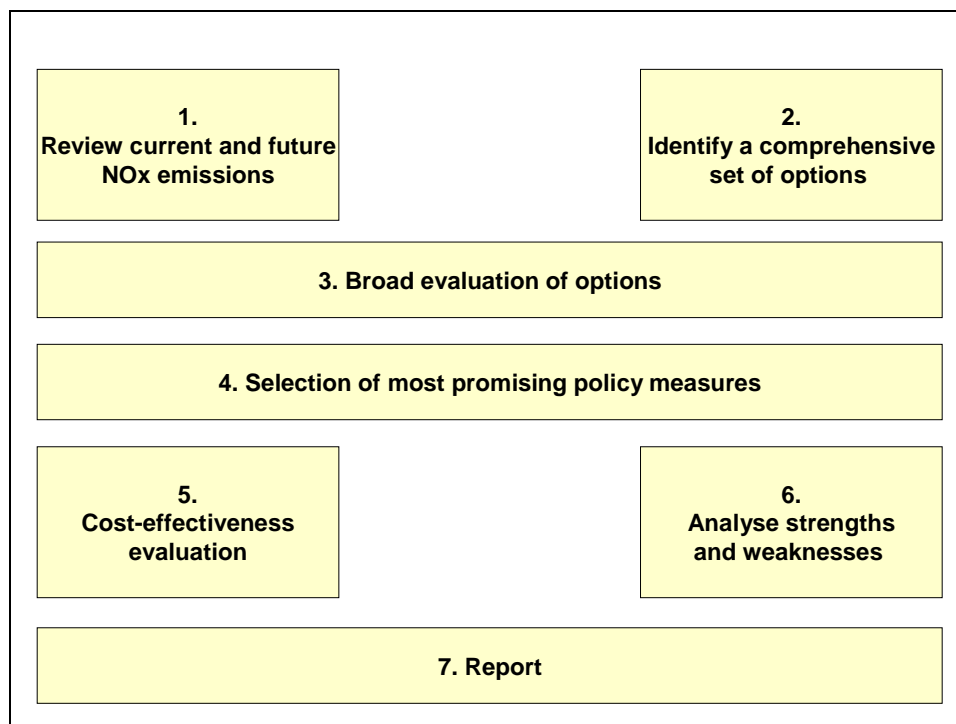 1.
Review current and future
NOx emissions
2.
Identify a comprehensive
set of options
3. Broad evaluation of options
4. Selection of most promising policy measures
5.
Cost-effectiveness
evaluation
6.
Analyse strengths
and weaknesses
7. Report